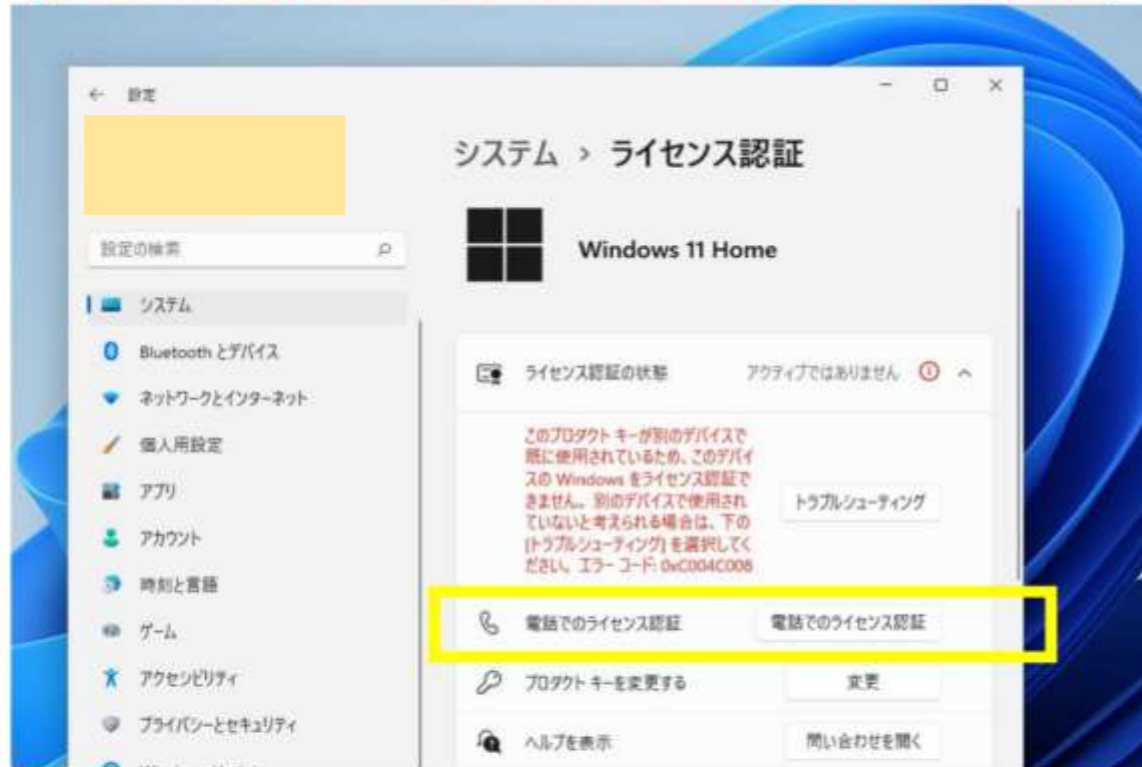 ← 設定
システム › ライセンス認証
設定の検索
Windows 11 Home
システム
Bluetooth とデバイス
ネットワークとインターネット
個人用設定
アプリ
アカウント
時刻と言語
ゲーム
アクセシビリティ
プライバシーとセキュリティ
ライセンス認証の状態
アクティブではありません
このプロダクト キーが別のデバイスで
既に使用されているため、このデバイ
スの Windows をライセンス認証で
きません。別のデバイスで使用され
ていないと考えられる場合は、下の
[トラブルシューティング] を選択してく
ださい。エラー コード: 0xC004C008
トラブルシューティング
電話でのライセンス認証
電話でのライセンス認証
プロダクト キーを変更する
変更
ヘルプを表示
問い合わせを開く